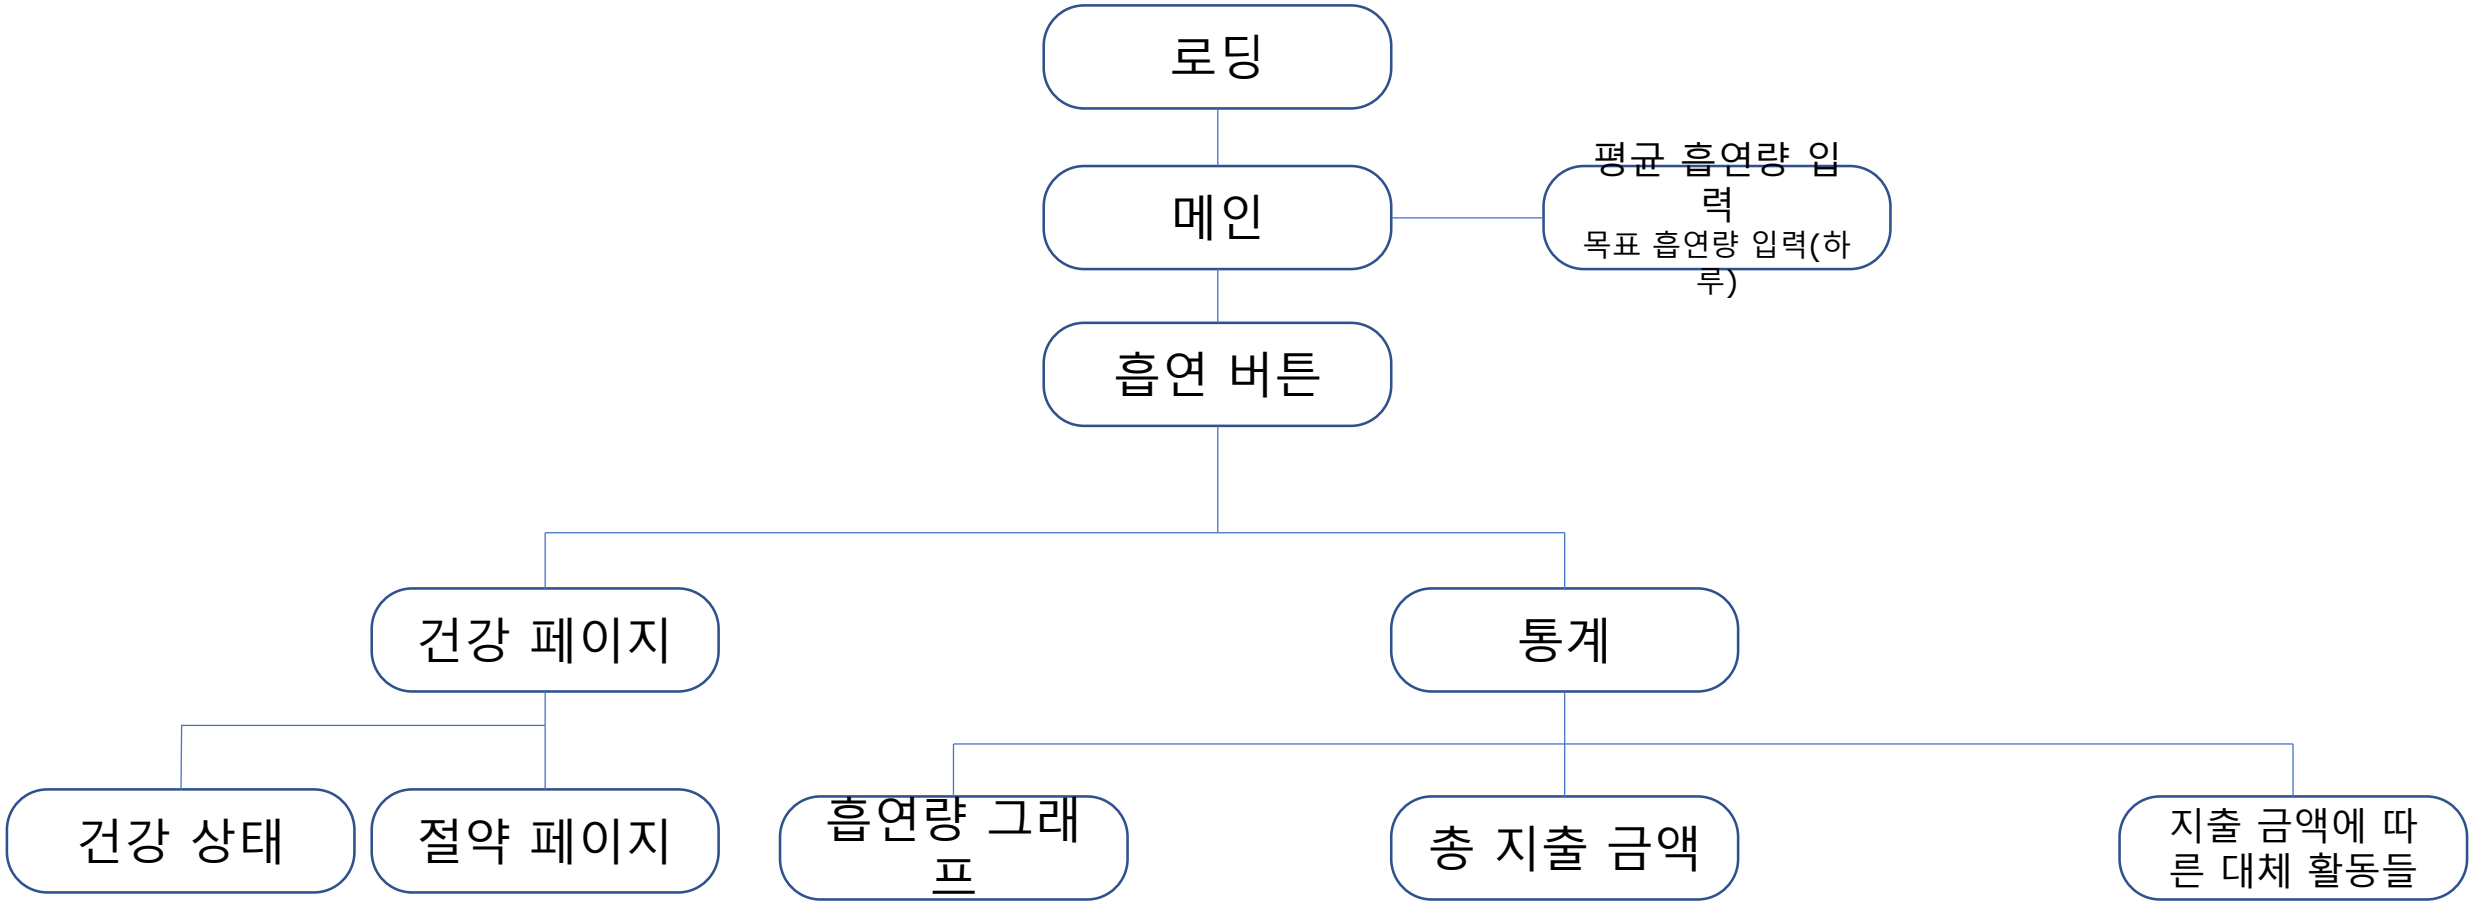 로딩
메인
평균 흡연량 입
력
목표 흡연량 입력(하
루)
흡연 버튼
건강 페이지
통계
건강 상태
절약 페이지
흡연량 그래
프
총 지출 금액
지출 금액에 따
른 대체 활동들